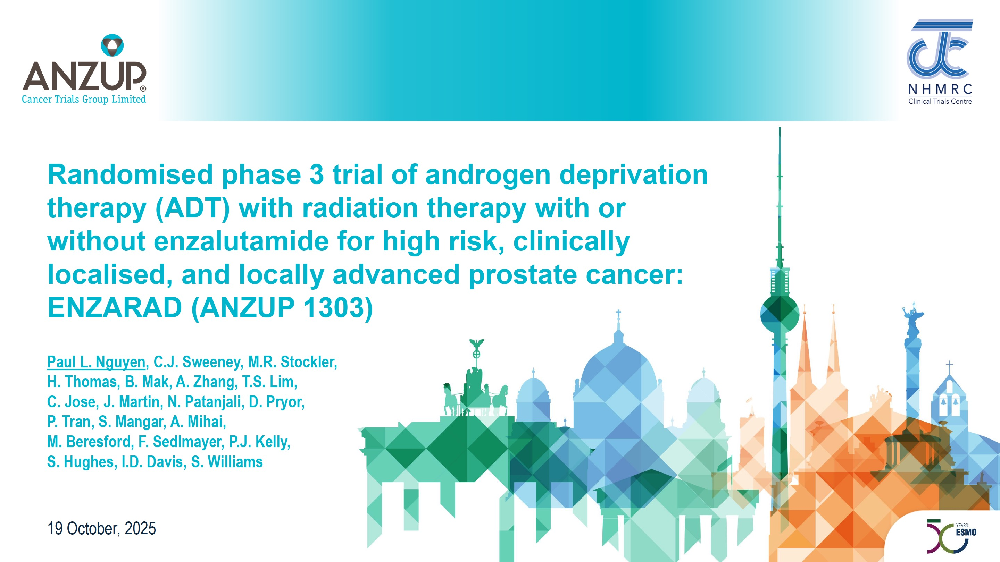 ANZUP®
Cancer Trials Group Limited
NHMRC
Clinical Trials Centre
Randomised phase 3 trial of androgen deprivation
therapy (ADT) with radiation therapy with or
without enzalutamide for high risk, clinically
localised, and locally advanced prostate cancer:
ENZARAD (ANZUP 1303)
Paul L. Nguyen, C.J. Sweeney, M.R. Stockler,
H. Thomas, B. Mak, A. Zhang, T.S. Lim,
C. Jose, J. Martin, N. Patanjali, D. Pryor,
P. Tran, S. Mangar, A. Mihai,
M. Beresford, F. Sedlmayer, P.J. Kelly,
S. Hughes, I.D. Davis, S. Williams
19 October, 2025
50 YEARS
ESMO